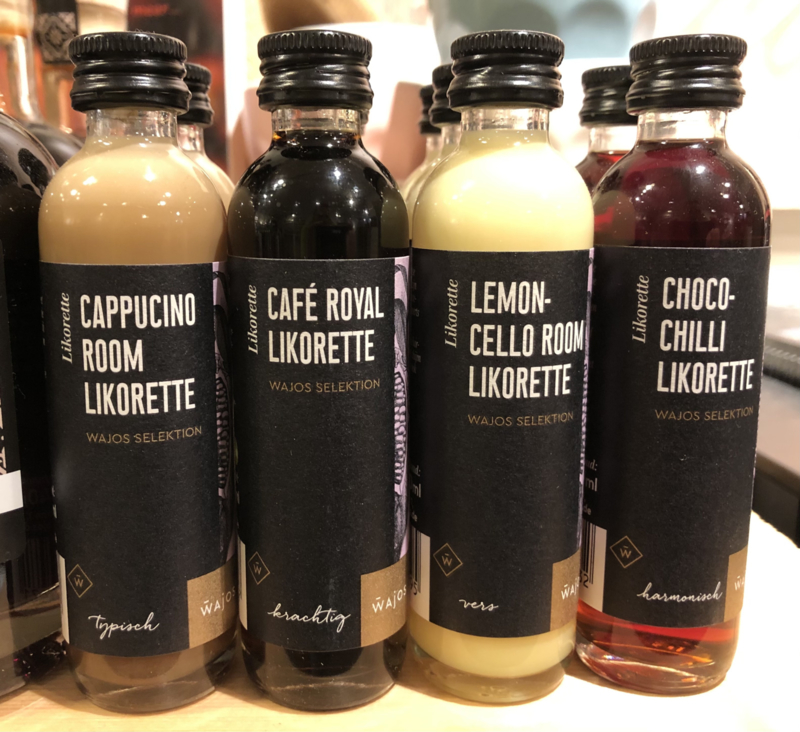 Likorette
CAPPUCINO
ROOM
LIKORETTE
WAJOS SELEKTION
W
typisch
WAJOS
Likorette
CAFÉ ROYAL
LIKORETTE
WAJOS SELEKTION
W
krachtig
WAJOS
Likorette
LEMON-
CELLO ROOM
LIKORETTE
WAJOS SELEKTION
W
vers
WAJOS
Likorette
CHOCO-
CHILLI
LIKORETTE
WAJOS SELEKTION
W
harmonisch